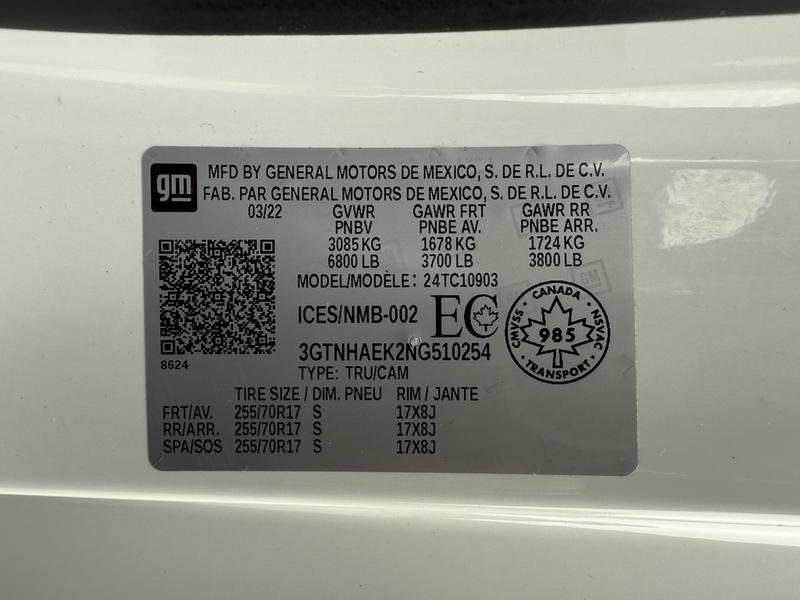 gm
MFD BY GENERAL MOTORS DE MEXICO, S. DE R.L. DE C.V.
FAB. PAR GENERAL MOTORS DE MEXICO, S. DE R.L. DE C.V.
03/22 GVWR GAWR FRT GAWR RR
PNBV PNBE AV. PNBE ARR.
3085 KG 1678 KG 1724 KG
6800 LB 3700 LB 3800 LB
MODEL/MODÈLE: 24TC10903
ICES/NMB-002 EC
CANADA
CMVSS 985 NSVAC
TRANSPORT
3GTNHAEK2NG510254
8624
TYPE: TRU/CAM
TIRE SIZE / DIM. PNEU RIM / JANTE
FRT/AV. 255/70R17 S 17X8J
RR/ARR. 255/70R17 S 17X8J
SPA/SOS 255/70R17 S 17X8J